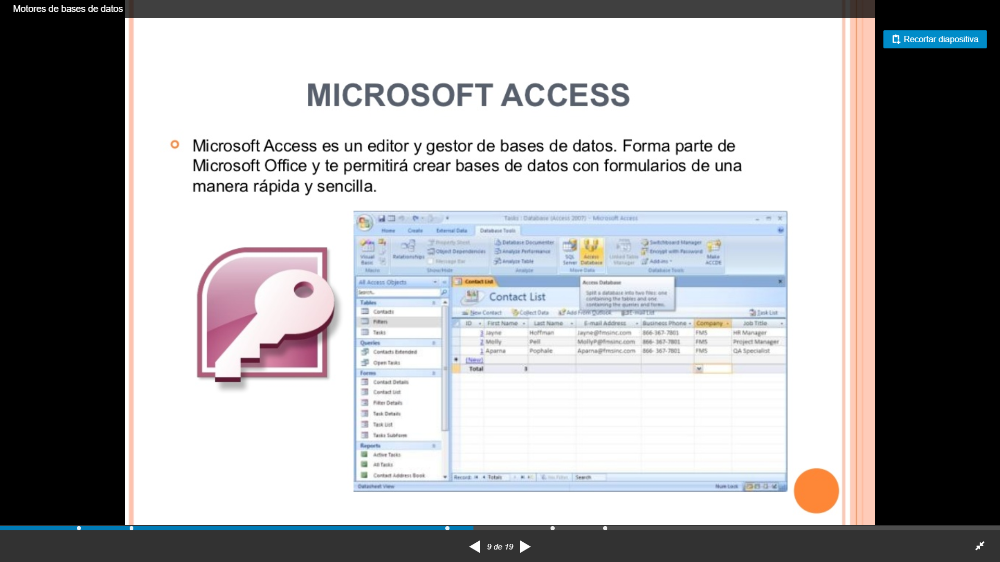 Motores de bases de datos
Recortar diapositiva
MICROSOFT ACCESS
Microsoft Access es un editor y gestor de bases de datos. Forma parte de
Microsoft Office y te permitirá crear bases de datos con formularios de una
manera rápida y sencilla.
Tasks : Database (Access 2007) - Microsoft Access
Home Create External Data Database Tools
Visual Basic
Macro
Relationships
Property Sheet
Object Dependencies
Message Bar
Show/Hide
Database Documenter
Analyze Performance
Analyze Table
Analyze
SQL Server
Access Database
Move Data
Linked Table Manager
Switchboard Manager
Encrypt with Password
Add-ins
Make ACCDE
Database Tools
All Access Objects
Search..
Tables
Contacts
Filters
Tasks
Queries
Contacts Extended
Open Tasks
Forms
Contact Details
Contact List
Filter Details
Task Details
Task List
Tasks Subform
Reports
Active Tasks
All Tasks
Contact Address Book
Contact List
Access Database
Split a database into two files: one
containing the tables and one
containing the queries and forms.
Contact List
New Contact Collect Data Add From Outlook E-mail List Task List
ID First Name Last Name E-mail Address Business Phone Company Job Title
3 Jayne Hoffman Jayne@fmsinc.com 866-367-7801 FMS HR Manager
2 Molly Pell MollyP@fmsinc.com 866-367-7801 FMS Project Manager
1 Aparna Pophale Aparna@fmsinc.com 866-367-7801 FMS QA Specialist
(New)
Total 3
Record: Totals No Filter Search
Datasheet View Num Lock
9 de 19